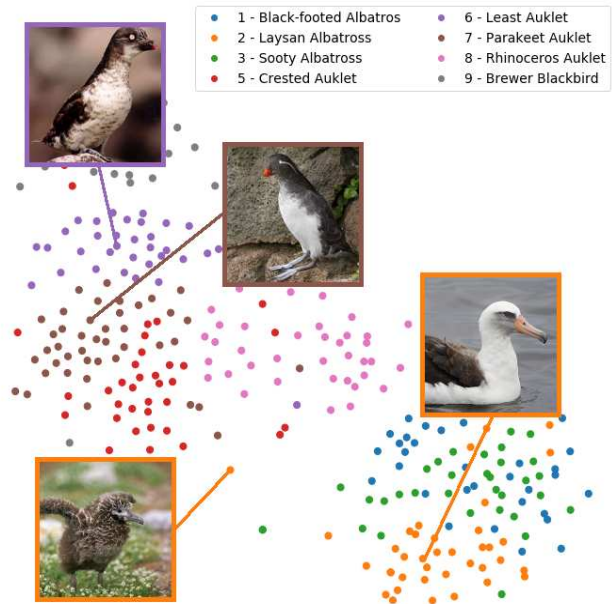 1 - Black-footed Albatros
2 - Laysan Albatross
3 - Sooty Albatross
5 - Crested Auklet
6 - Least Auklet
7 - Parakeet Auklet
8 - Rhinoceros Auklet
9 - Brewer Blackbird